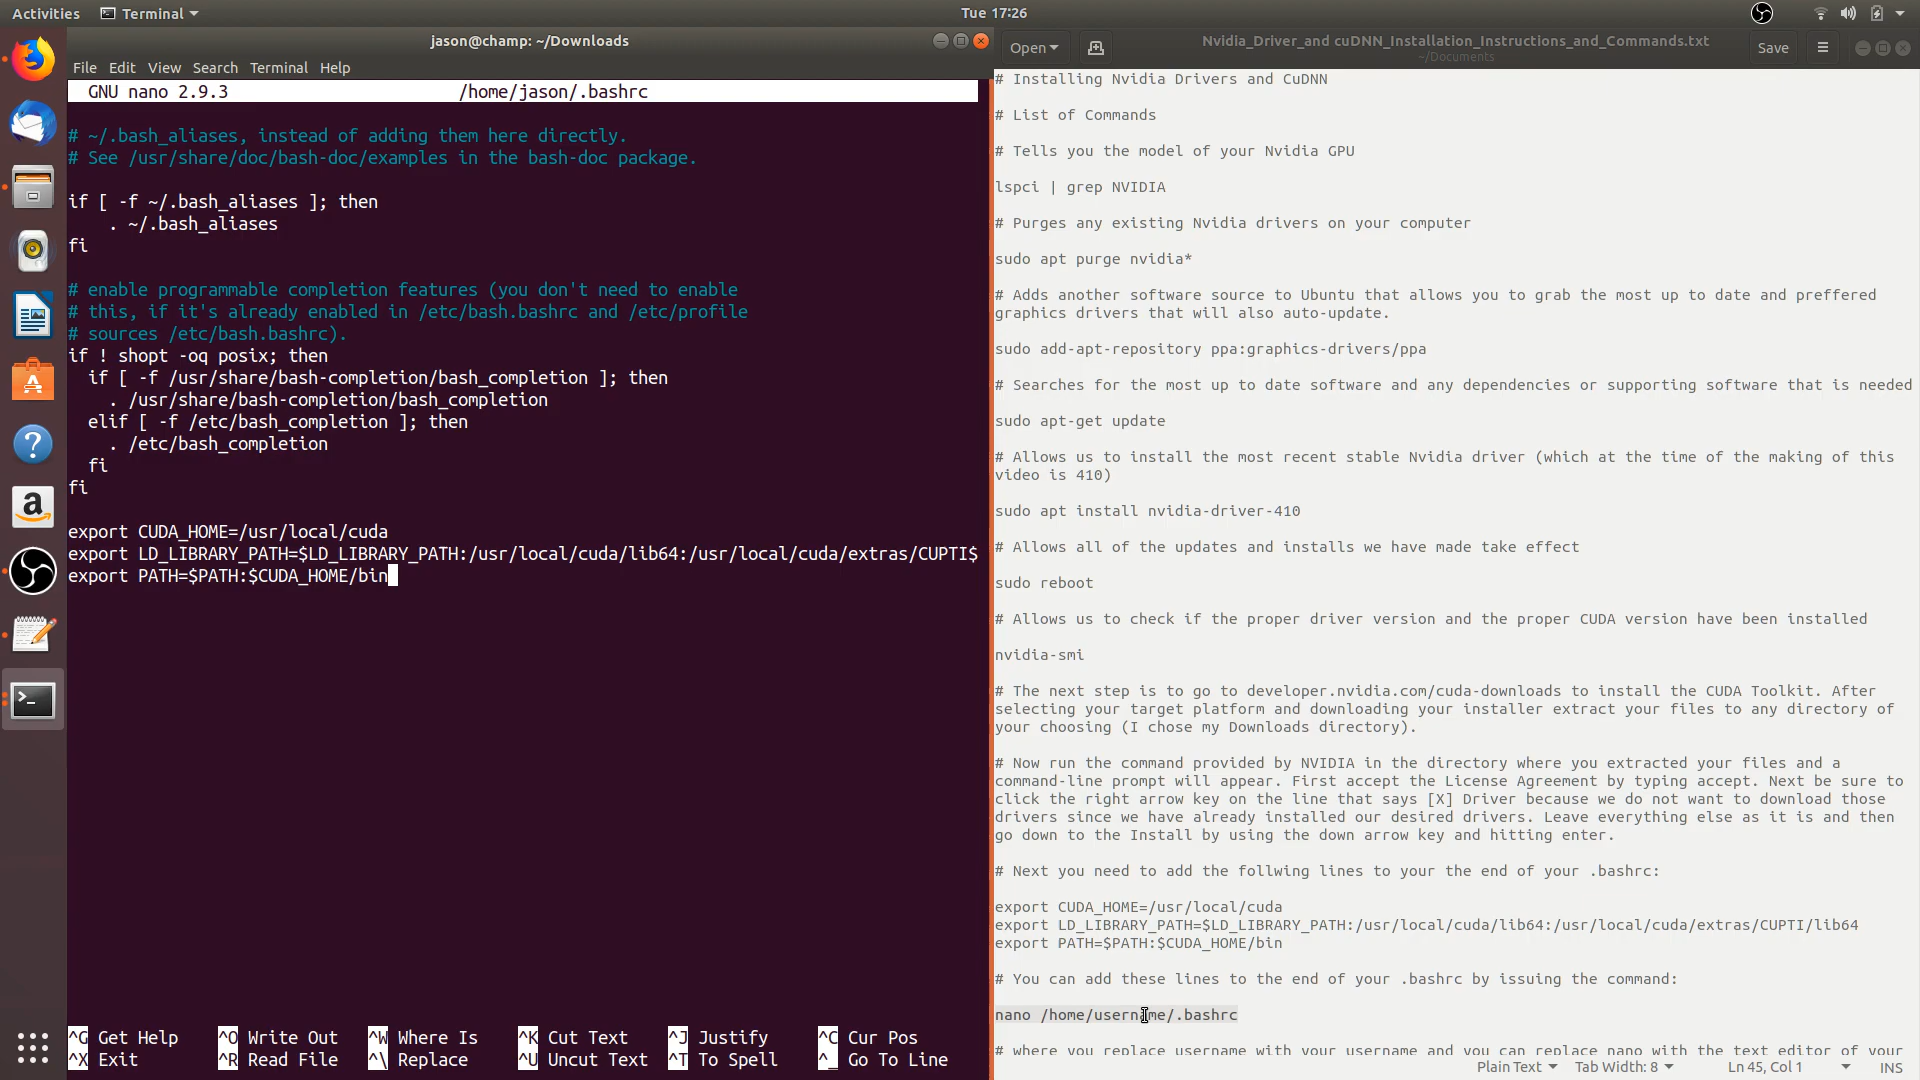 Activities Terminal Tue 17:26
jason@champ: ~/Downloads
File Edit View Search Terminal Help
GNU nano 2.9.3 /home/jason/.bashrc
# ~/.bash_aliases, instead of adding them here directly.
# See /usr/share/doc/bash-doc/examples in the bash-doc package.
if [ -f ~/.bash_aliases ]; then
. ~/.bash_aliases
fi
# enable programmable completion features (you don't need to enable
# this, if it's already enabled in /etc/bash.bashrc and /etc/profile
# sources /etc/bash.bashrc).
if ! shopt -oq posix; then
if [ -f /usr/share/bash-completion/bash_completion ]; then
. /usr/share/bash-completion/bash_completion
elif [ -f /etc/bash_completion ]; then
. /etc/bash_completion
fi
fi
export CUDA_HOME=/usr/local/cuda
export LD_LIBRARY_PATH=$LD_LIBRARY_PATH:/usr/local/cuda/lib64:/usr/local/cuda/extras/CUPTI$
export PATH=$PATH:$CUDA_HOME/bin
^G Get Help ^O Write Out ^W Where Is ^K Cut Text ^J Justify ^C Cur Pos
^X Exit ^R Read File ^\ Replace ^U Uncut Text ^T To Spell ^_ Go To Line
Open Nvidia_Driver_and cuDNN_Installation_Instructions_and_Commands.txt Save
~/Documents
# Installing Nvidia Drivers and CuDNN
# List of Commands
# Tells you the model of your Nvidia GPU
lspci | grep NVIDIA
# Purges any existing Nvidia drivers on your computer
sudo apt purge nvidia*
# Adds another software source to Ubuntu that allows you to grab the most up to date and preffered
graphics drivers that will also auto-update.
sudo add-apt-repository ppa:graphics-drivers/ppa
# Searches for the most up to date software and any dependencies or supporting software that is needed
sudo apt-get update
# Allows us to install the most recent stable Nvidia driver (which at the time of the making of this
video is 410)
sudo apt install nvidia-driver-410
# Allows all of the updates and installs we have made take effect
sudo reboot
# Allows us to check if the proper driver version and the proper CUDA version have been installed
nvidia-smi
# The next step is to go to developer.nvidia.com/cuda-downloads to install the CUDA Toolkit. After
selecting your target platform and downloading your installer extract your files to any directory of
your choosing (I chose my Downloads directory).
# Now run the command provided by NVIDIA in the directory where you extracted your files and a
command-line prompt will appear. First accept the License Agreement by typing accept. Next be sure to
click the right arrow key on the line that says [X] Driver because we do not want to download those
drivers since we have already installed our desired drivers. Leave everything else as it is and then
go down to the Install by using the down arrow key and hitting enter.
# Next you need to add the follwing lines to your the end of your .bashrc:
export CUDA_HOME=/usr/local/cuda
export LD_LIBRARY_PATH=$LD_LIBRARY_PATH:/usr/local/cuda/lib64:/usr/local/cuda/extras/CUPTI/lib64
export PATH=$PATH:$CUDA_HOME/bin
# You can add these lines to the end of your .bashrc by issuing the command:
nano /home/username/.bashrc
# where you replace username with your username and you can replace nano with the text editor of your
Plain Text Tab Width: 8 Ln 45, Col 1 INS